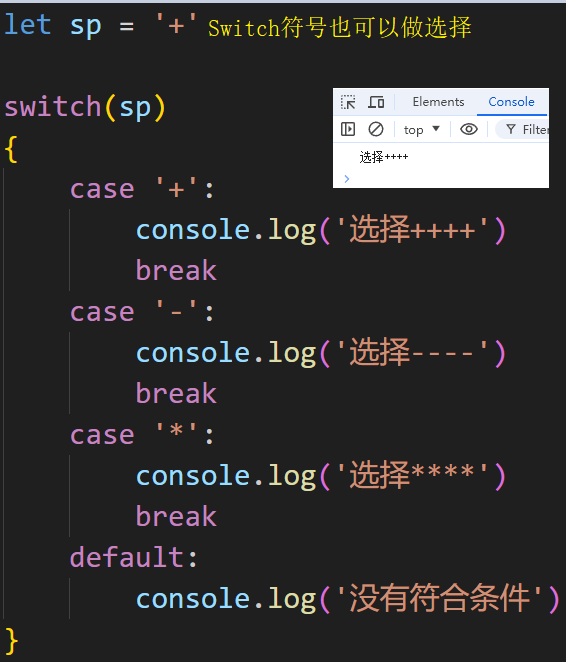 let sp = '+' Switch符号也可以做选择
switch(sp)
{
Elements Console
top Filter
选择++++
case '+':
console.log('选择++++')
break
case '-':
console.log('选择----')
break
case '*':
console.log('选择****')
break
default:
console.log('没有符合条件')
}